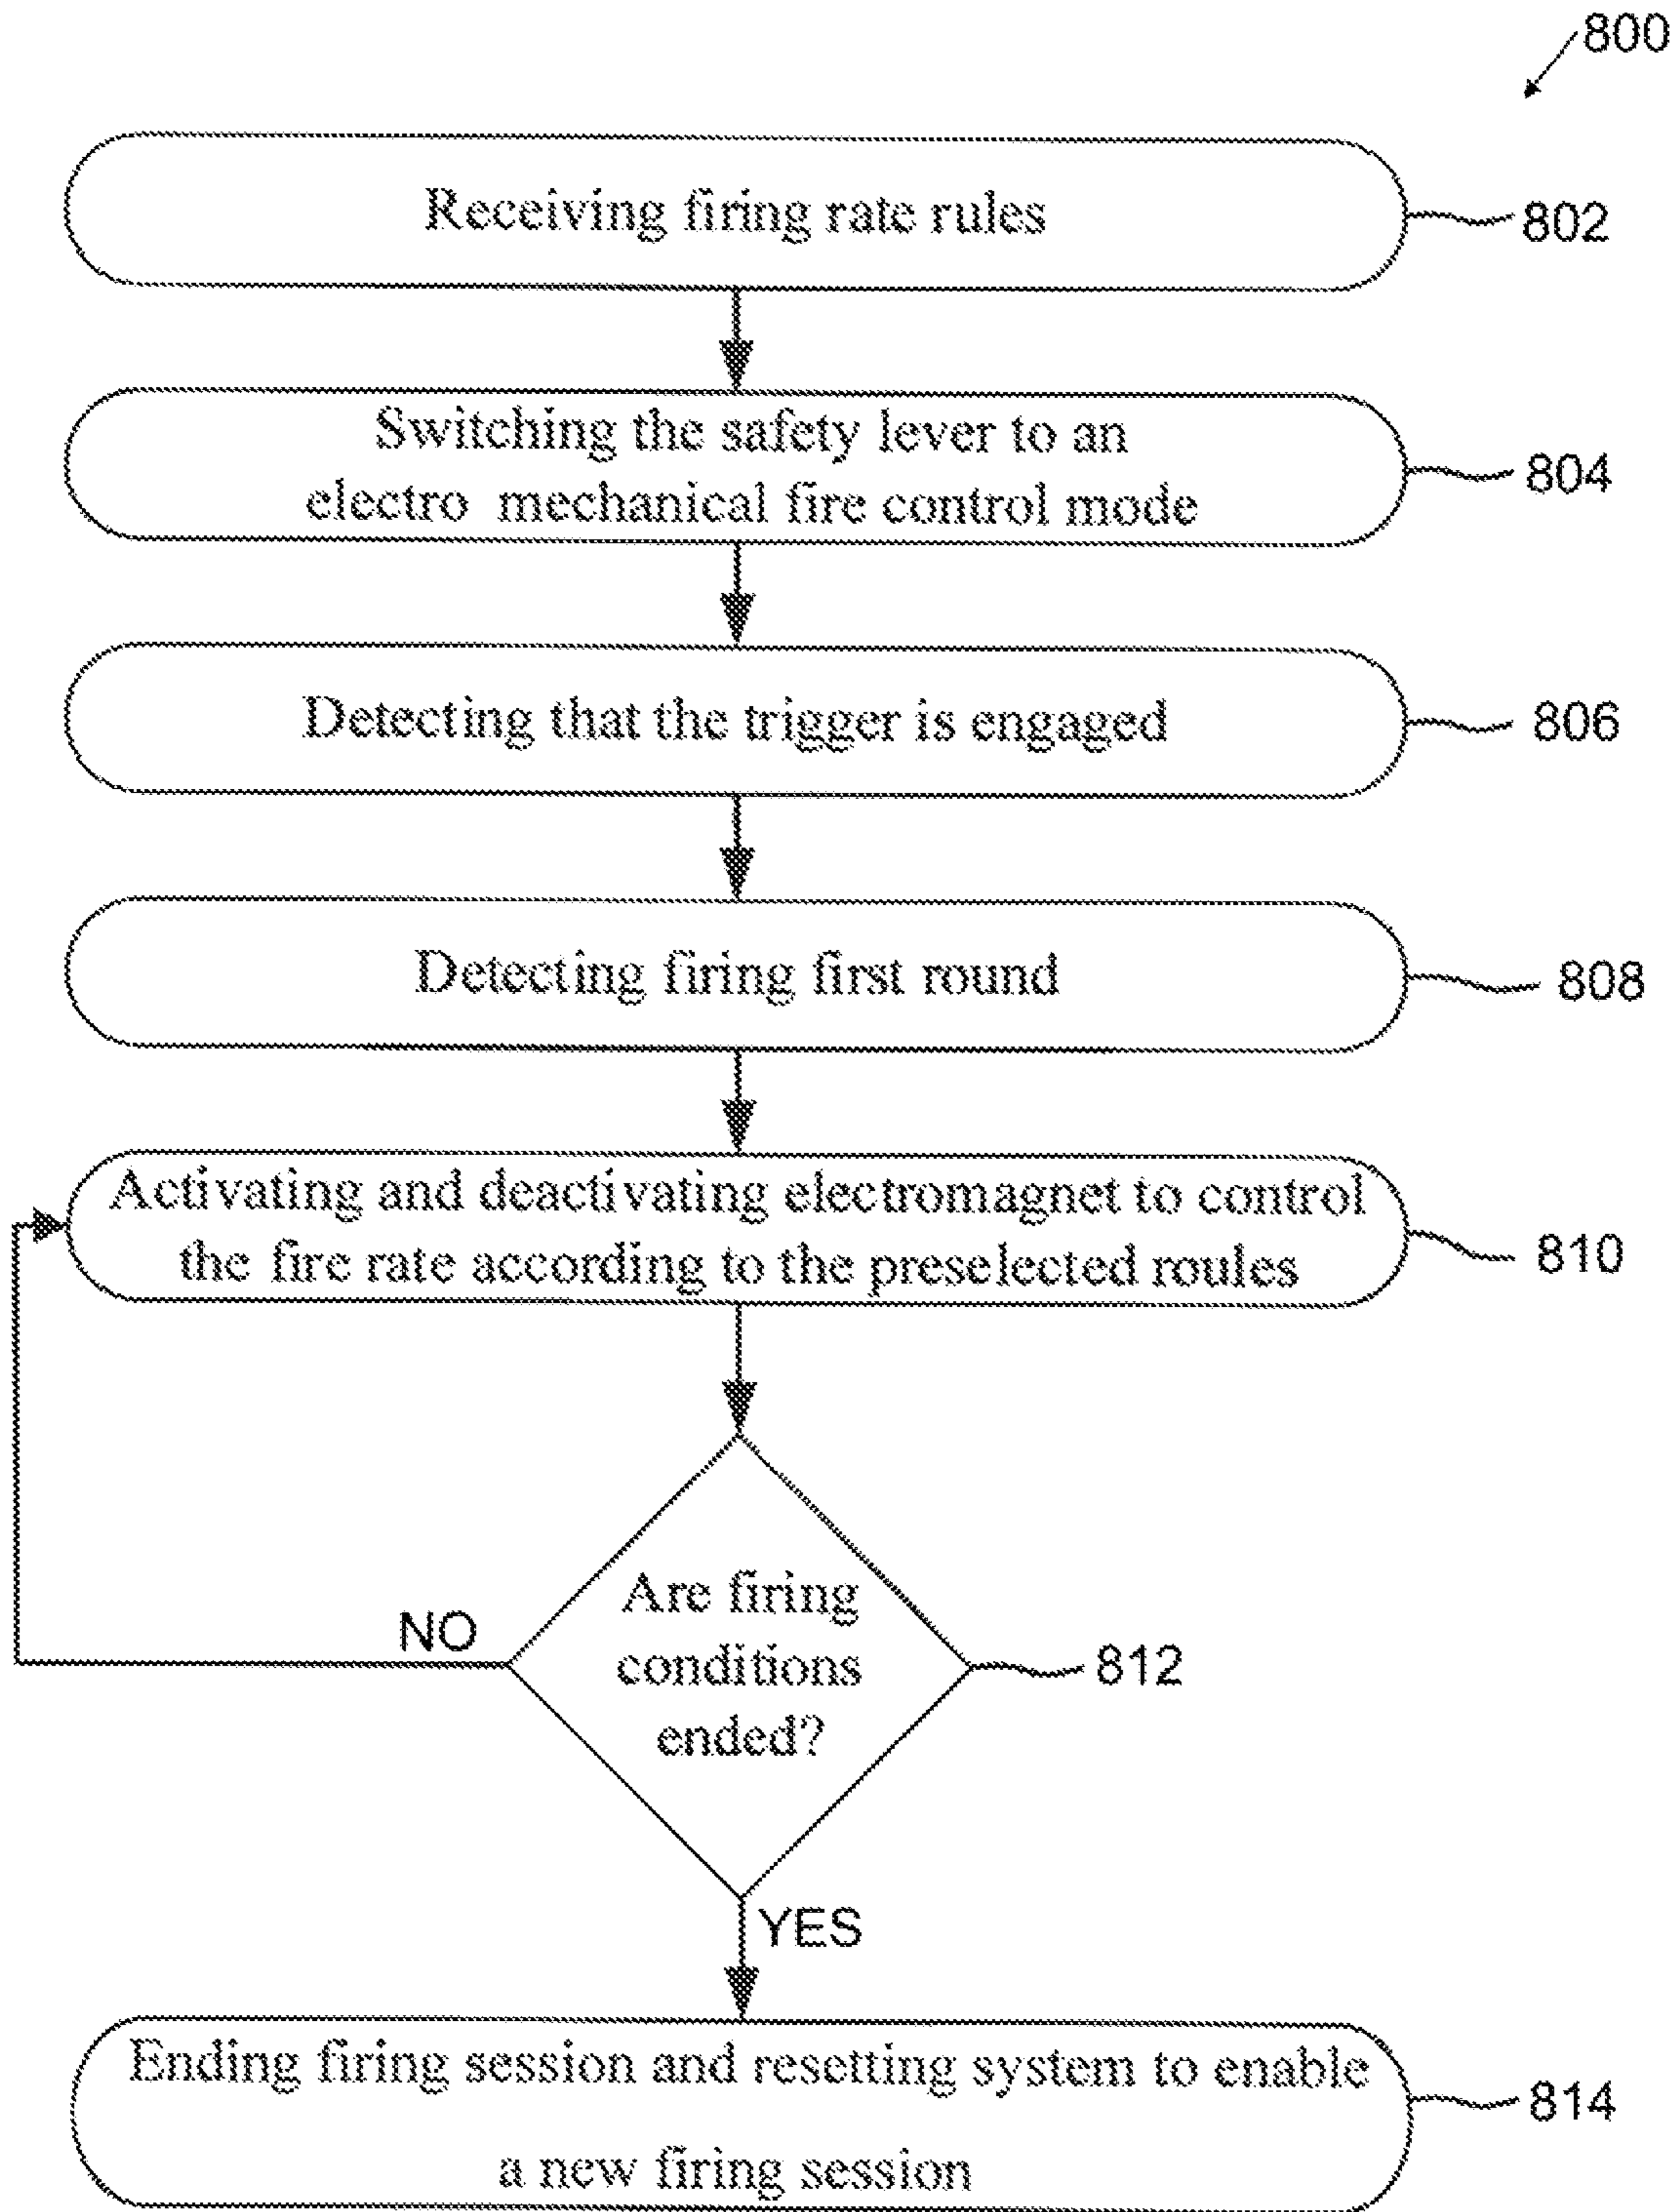 800
Receiving firing rate rules
802
Switching the safety lever to an
electro mechanical fire control mode
804
Detecting that the trigger is engaged
806
Detecting firing first round
808
Activating and deactivating electromagnet to control
the fire rate according to the preselected roules
810
Are firing
conditions
ended?
812
NO
YES
Ending firing session and resetting system to enable
a new firing session
814